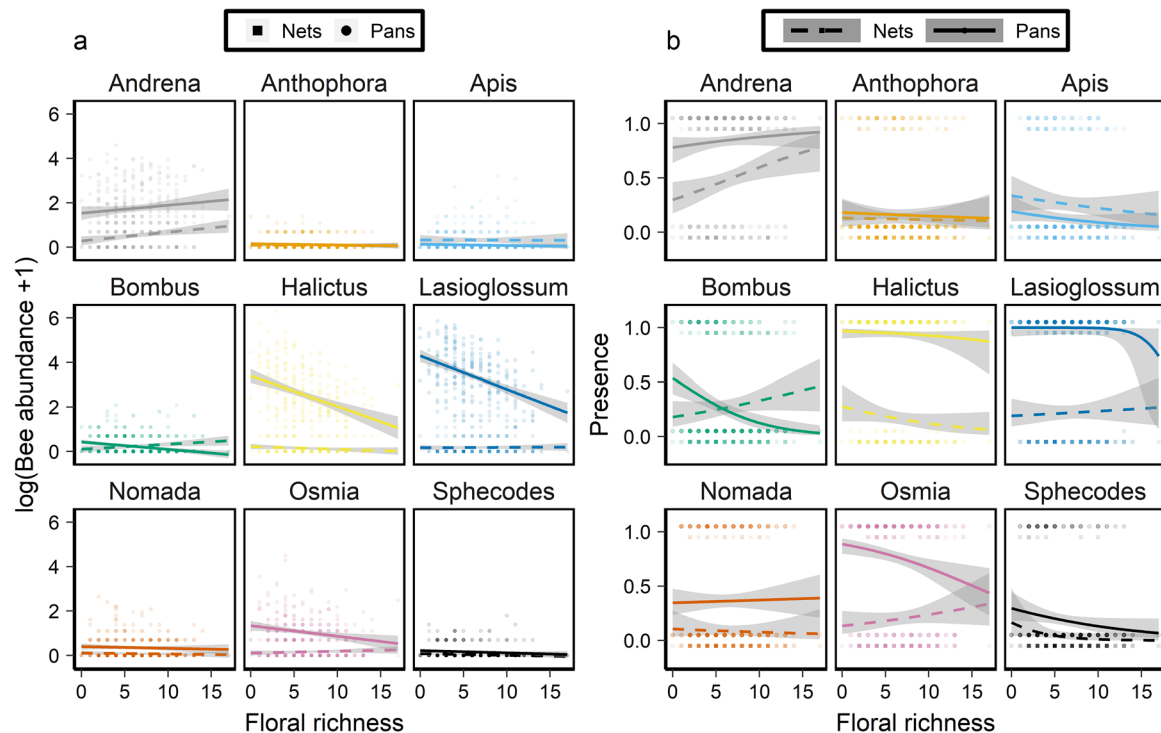 a
Nets Pans
Andrena Anthophora Apis
6
4
2
0
Bombus Halictus Lasioglossum
6
4
2
0
Nomada Osmia Sphecodes
6
4
2
0
0 5 10 15 0 5 10 15 0 5 10 15
Floral richness
log(Bee abundance +1)
b
Nets Pans
Andrena Anthophora Apis
1.0
0.5
0.0
Bombus Halictus Lasioglossum
1.0
0.5
0.0
Nomada Osmia Sphecodes
1.0
0.5
0.0
0 5 10 15 0 5 10 15 0 5 10 15
Floral richness
Presence